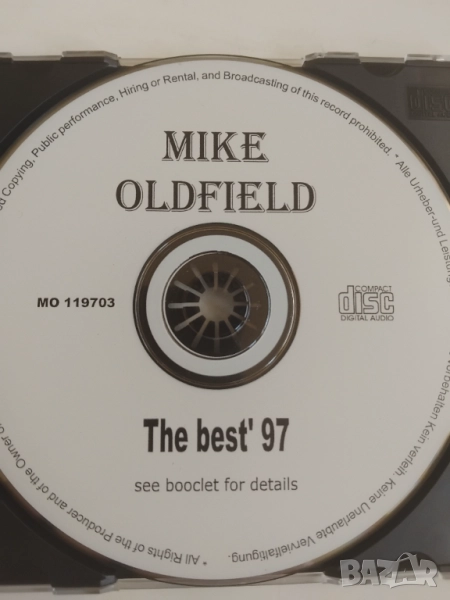 MIKE
OLDFIELD
MO 119703
COMPACT
disc
DIGITAL AUDIO
The best' 97
see booclet for details
* All Rights of the Producer and of the Owner of
Copying, Public performance, Hiring or Rental, and Broadcasting of this record prohibited. * Alle Urheber-und
Vorbehalten Kein verleih. Keine Unerlaubte Vervielfältigung.
BAZAR